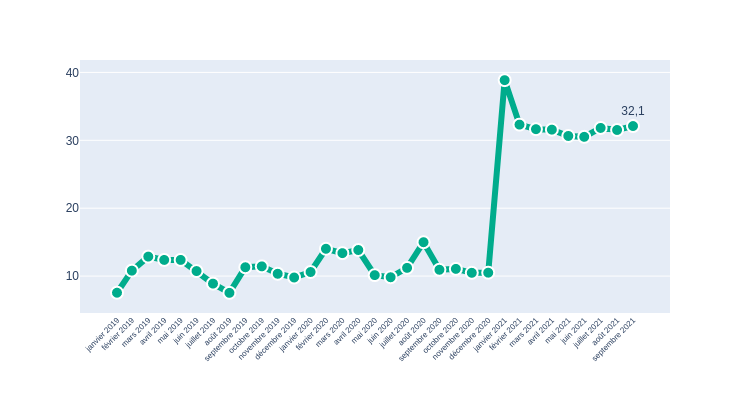 40
30
20
10
32,1
janvier 2019
février 2019
mars 2019
avril 2019
mai 2019
juin 2019
juillet 2019
août 2019
septembre 2019
octobre 2019
novembre 2019
décembre 2019
janvier 2020
février 2020
mars 2020
avril 2020
mai 2020
juin 2020
juillet 2020
août 2020
septembre 2020
octobre 2020
novembre 2020
décembre 2020
janvier 2021
février 2021
mars 2021
avril 2021
mai 2021
juin 2021
juillet 2021
août 2021
septembre 2021